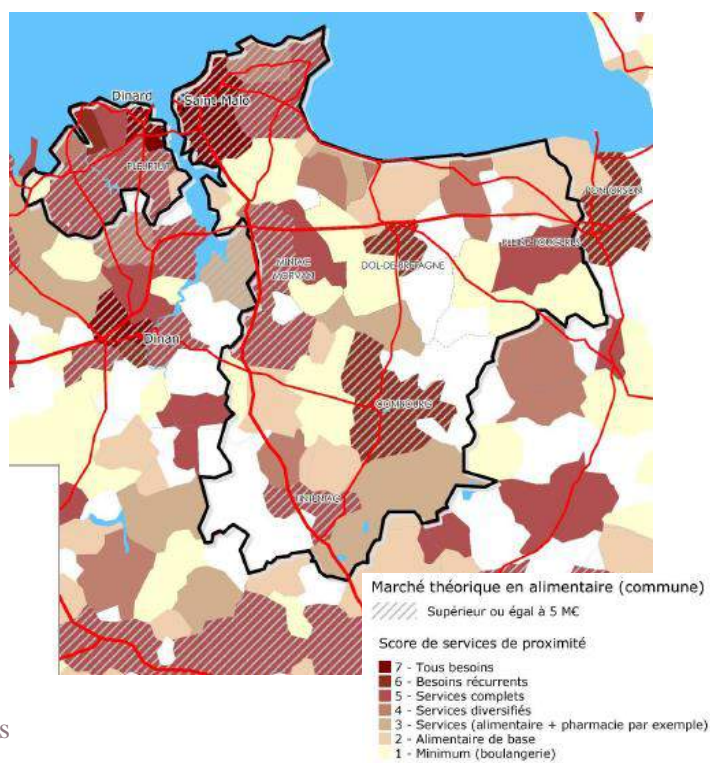 Dinard
Saint-Malo
PLEURTUIT
PONTORSON
MINIAC
MORVAN
DOL-DE-BRETAGNE
PLEINE-FOUGERES
Dinan
COMBOURG
TINTENIAC
Marché théorique en alimentaire (commune)
Supérieur ou égal à 5 M€
Score de services de proximité
7 - Tous besoins
6 - Besoins récurrents
5 - Services complets
4 - Services diversifiés
3 - Services (alimentaire + pharmacie par exemple)
2 - Alimentaire de base
1 - Minimum (boulangerie)
s